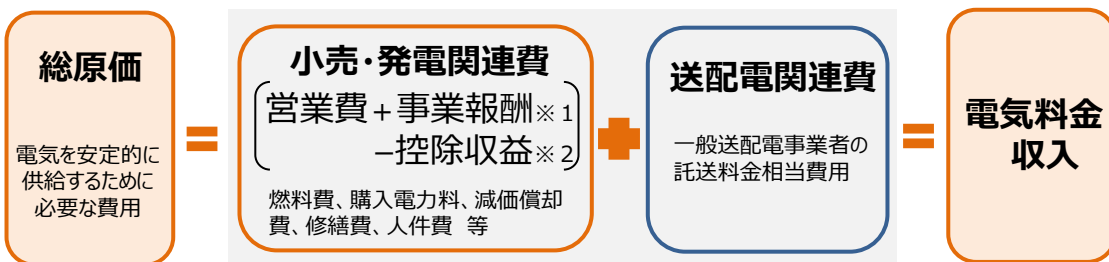 総原価
電気を安定的に
供給するために
必要な費用
=
小売・発電関連費
営業費+事業報酬※1
−控除収益※2
燃料費、購入電力料、減価償却
費、修繕費、人件費 等
+
送配電関連費
一般送配電事業者の
託送料金相当費用
=
電気料金
収入